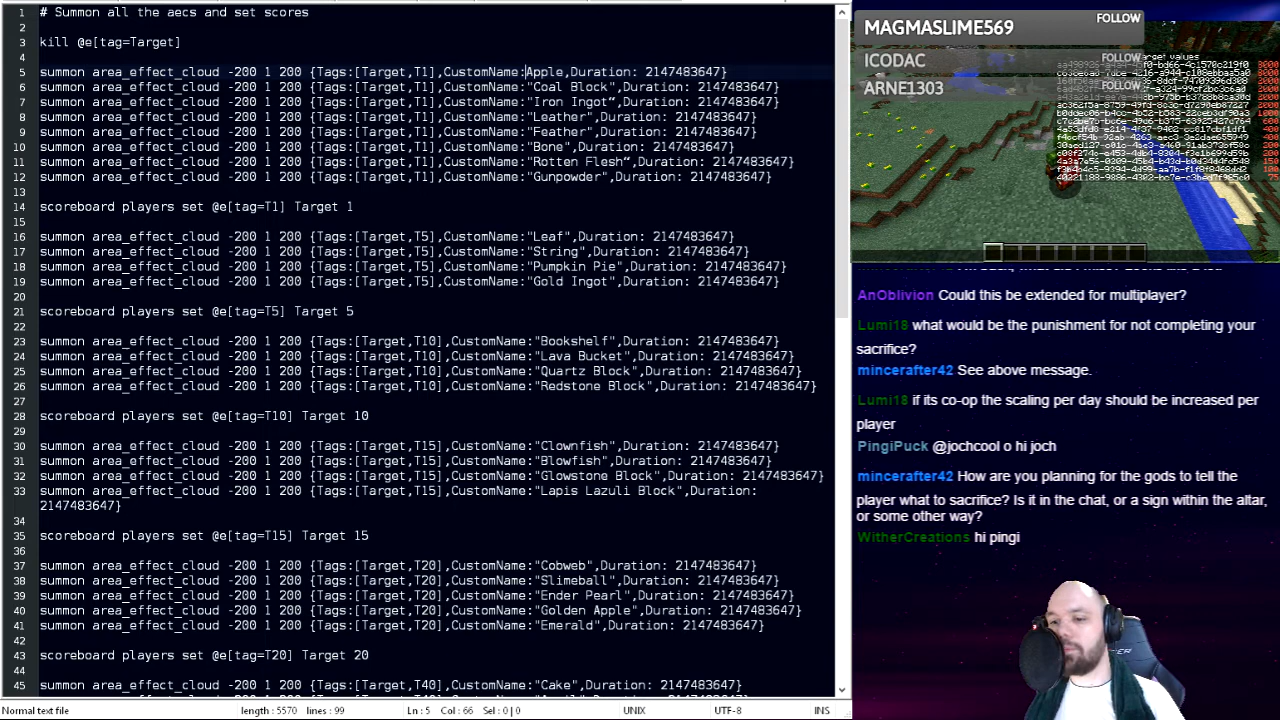 # Summon all the aecs and set scores
kill @e[tag=Target]
summon area_effect_cloud -200 1 200 {Tags:[Target,T1],CustomName:Apple,Duration: 2147483647}
summon area_effect_cloud -200 1 200 {Tags:[Target,T1],CustomName:"Coal Block",Duration: 2147483647}
summon area_effect_cloud -200 1 200 {Tags:[Target,T1],CustomName:"Iron Ingot“,Duration: 2147483647}
summon area_effect_cloud -200 1 200 {Tags:[Target,T1],CustomName:"Leather",Duration: 2147483647}
summon area_effect_cloud -200 1 200 {Tags:[Target,T1],CustomName:"Feather",Duration: 2147483647}
summon area_effect_cloud -200 1 200 {Tags:[Target,T1],CustomName:"Bone",Duration: 2147483647}
summon area_effect_cloud -200 1 200 {Tags:[Target,T1],CustomName:"Rotten Flesh“,Duration: 2147483647}
summon area_effect_cloud -200 1 200 {Tags:[Target,T1],CustomName:"Gunpowder",Duration: 2147483647}
scoreboard players set @e[tag=T1] Target 1
summon area_effect_cloud -200 1 200 {Tags:[Target,T5],CustomName:"Leaf",Duration: 2147483647}
summon area_effect_cloud -200 1 200 {Tags:[Target,T5],CustomName:"String",Duration: 2147483647}
summon area_effect_cloud -200 1 200 {Tags:[Target,T5],CustomName:"Pumpkin Pie",Duration: 2147483647}
summon area_effect_cloud -200 1 200 {Tags:[Target,T5],CustomName:"Gold Ingot",Duration: 2147483647}
scoreboard players set @e[tag=T5] Target 5
summon area_effect_cloud -200 1 200 {Tags:[Target,T10],CustomName:"Bookshelf",Duration: 2147483647}
summon area_effect_cloud -200 1 200 {Tags:[Target,T10],CustomName:"Lava Bucket",Duration: 2147483647}
summon area_effect_cloud -200 1 200 {Tags:[Target,T10],CustomName:"Quartz Block",Duration: 2147483647}
summon area_effect_cloud -200 1 200 {Tags:[Target,T10],CustomName:"Redstone Block",Duration: 2147483647}
scoreboard players set @e[tag=T10] Target 10
summon area_effect_cloud -200 1 200 {Tags:[Target,T15],CustomName:"Clownfish",Duration: 2147483647}
summon area_effect_cloud -200 1 200 {Tags:[Target,T15],CustomName:"Blowfish",Duration: 2147483647}
summon area_effect_cloud -200 1 200 {Tags:[Target,T15],CustomName:"Glowstone Block",Duration: 2147483647}
summon area_effect_cloud -200 1 200 {Tags:[Target,T15],CustomName:"Lapis Lazuli Block",Duration:
2147483647}
scoreboard players set @e[tag=T15] Target 15
summon area_effect_cloud -200 1 200 {Tags:[Target,T20],CustomName:"Cobweb",Duration: 2147483647}
summon area_effect_cloud -200 1 200 {Tags:[Target,T20],CustomName:"Slimeball",Duration: 2147483647}
summon area_effect_cloud -200 1 200 {Tags:[Target,T20],CustomName:"Ender Pearl",Duration: 2147483647}
summon area_effect_cloud -200 1 200 {Tags:[Target,T20],CustomName:"Golden Apple",Duration: 2147483647}
summon area_effect_cloud -200 1 200 {Tags:[Target,T20],CustomName:"Emerald",Duration: 2147483647}
scoreboard players set @e[tag=T20] Target 20
summon area_effect_cloud -200 1 200 {Tags:[Target,T40],CustomName:"Cake",Duration: 2147483647}
Normal text file length : 5570 lines : 99 Ln : 5 Col : 66 Sel : 0 | 0 UNIX UTF-8 INS
MAGMASLIME569 FOLLOW
ICODAC FOLLOW
ARNE1303 FOLLOW
AnOblivion Could this be extended for multiplayer?
Lumi18 what would be the punishment for not completing your
sacrifice?
mincerafter42 See above message.
Lumi18 if its co-op the scaling per day should be increased per
player
PingiPuck @jochcool o hi joch
mincerafter42 How are you planning for the gods to tell the
player what to sacrifice? Is it in the chat, or a sign within the altar,
or some other way?
WitherCreations hi pingi